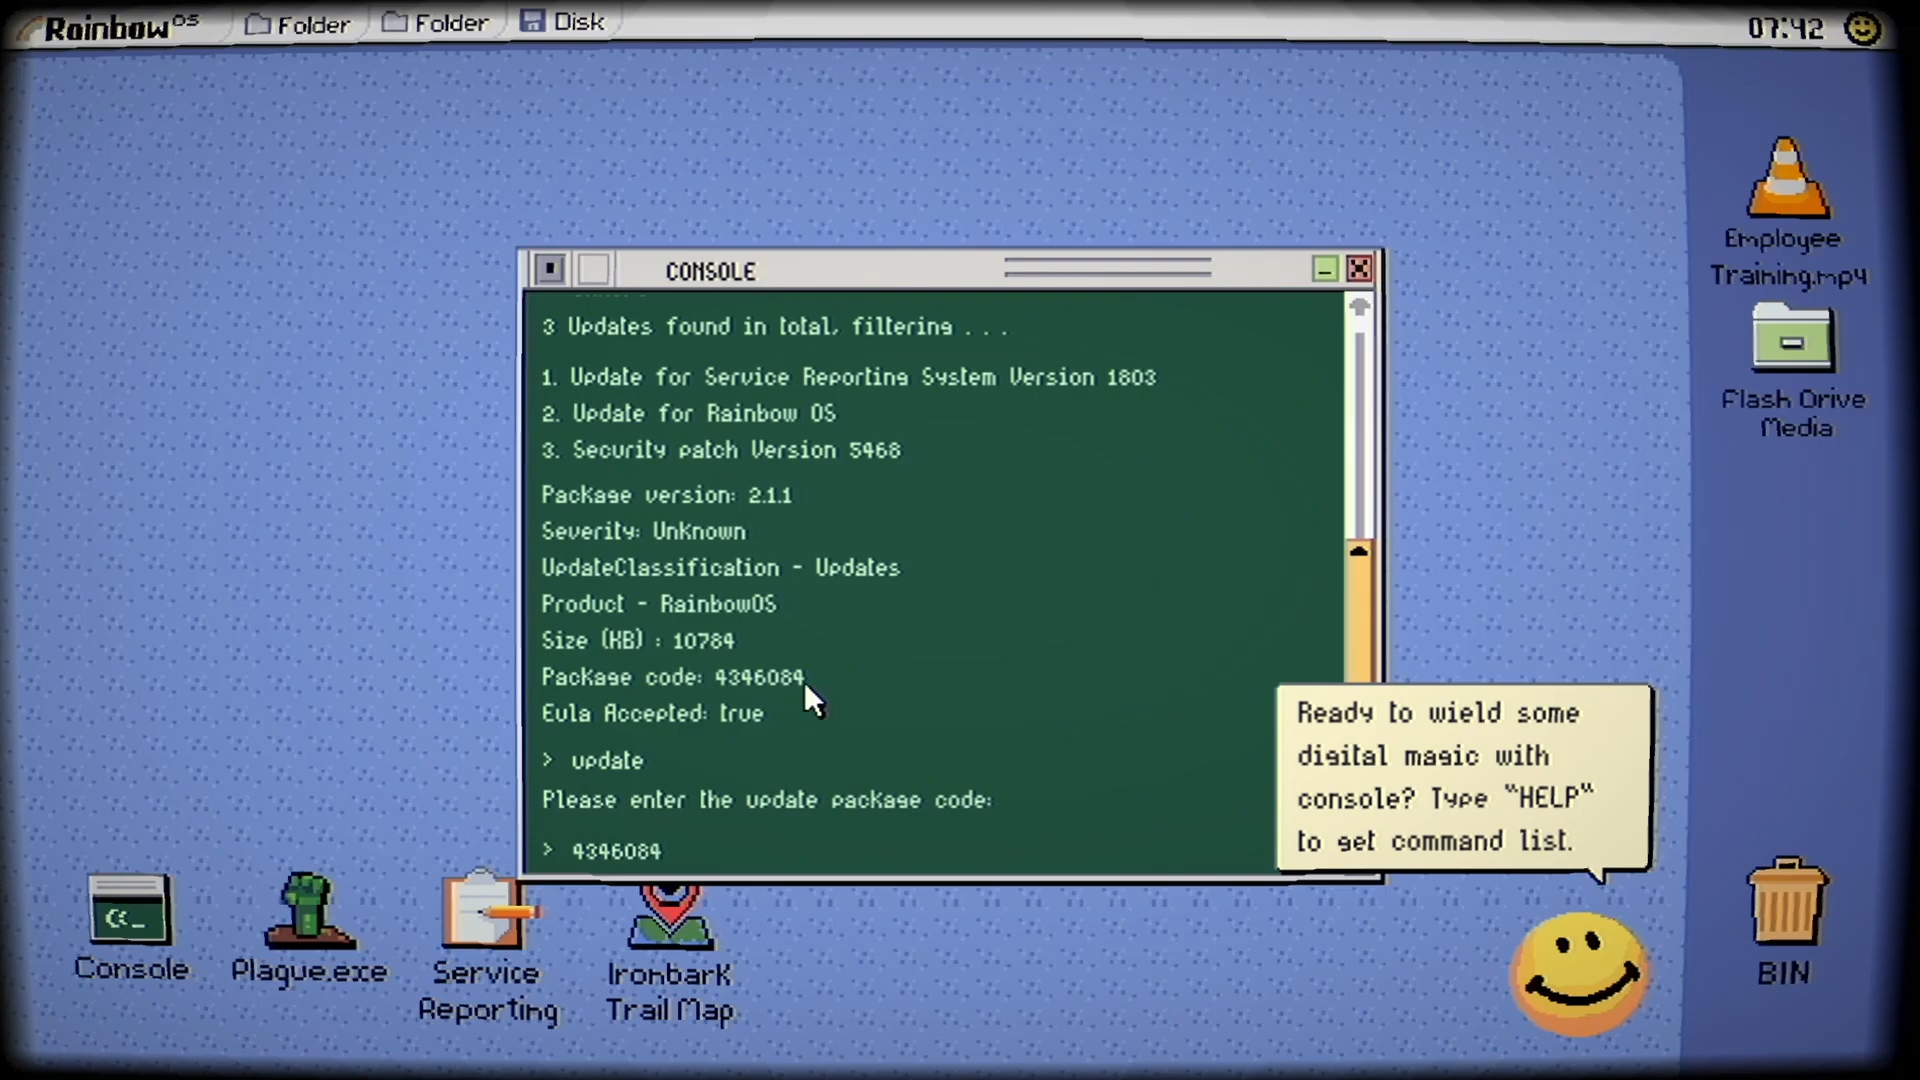 Rainbow OS
Folder
Folder
Disk
07:42
CONSOLE
3 Updates found in total, filtering . . .
1. Update for Service Reporting System Version 1803
2. Update for Rainbow OS
3. Security patch Version 5468
Package version: 2.1.1
Severity: Unknown
UpdateClassification - Updates
Product - RainbowOS
Size (KB) : 10784
Package code: 4346084
Eula Accepted: true
> update
Please enter the update package code:
> 4346084
Ready to wield some
digital magic with
console? Type "HELP"
to get command list.
Employee
Training.mp4
Flash Drive
Media
BIN
C:_
Console
Plague.exe
Service
Reporting
Ironbark
Trail Map